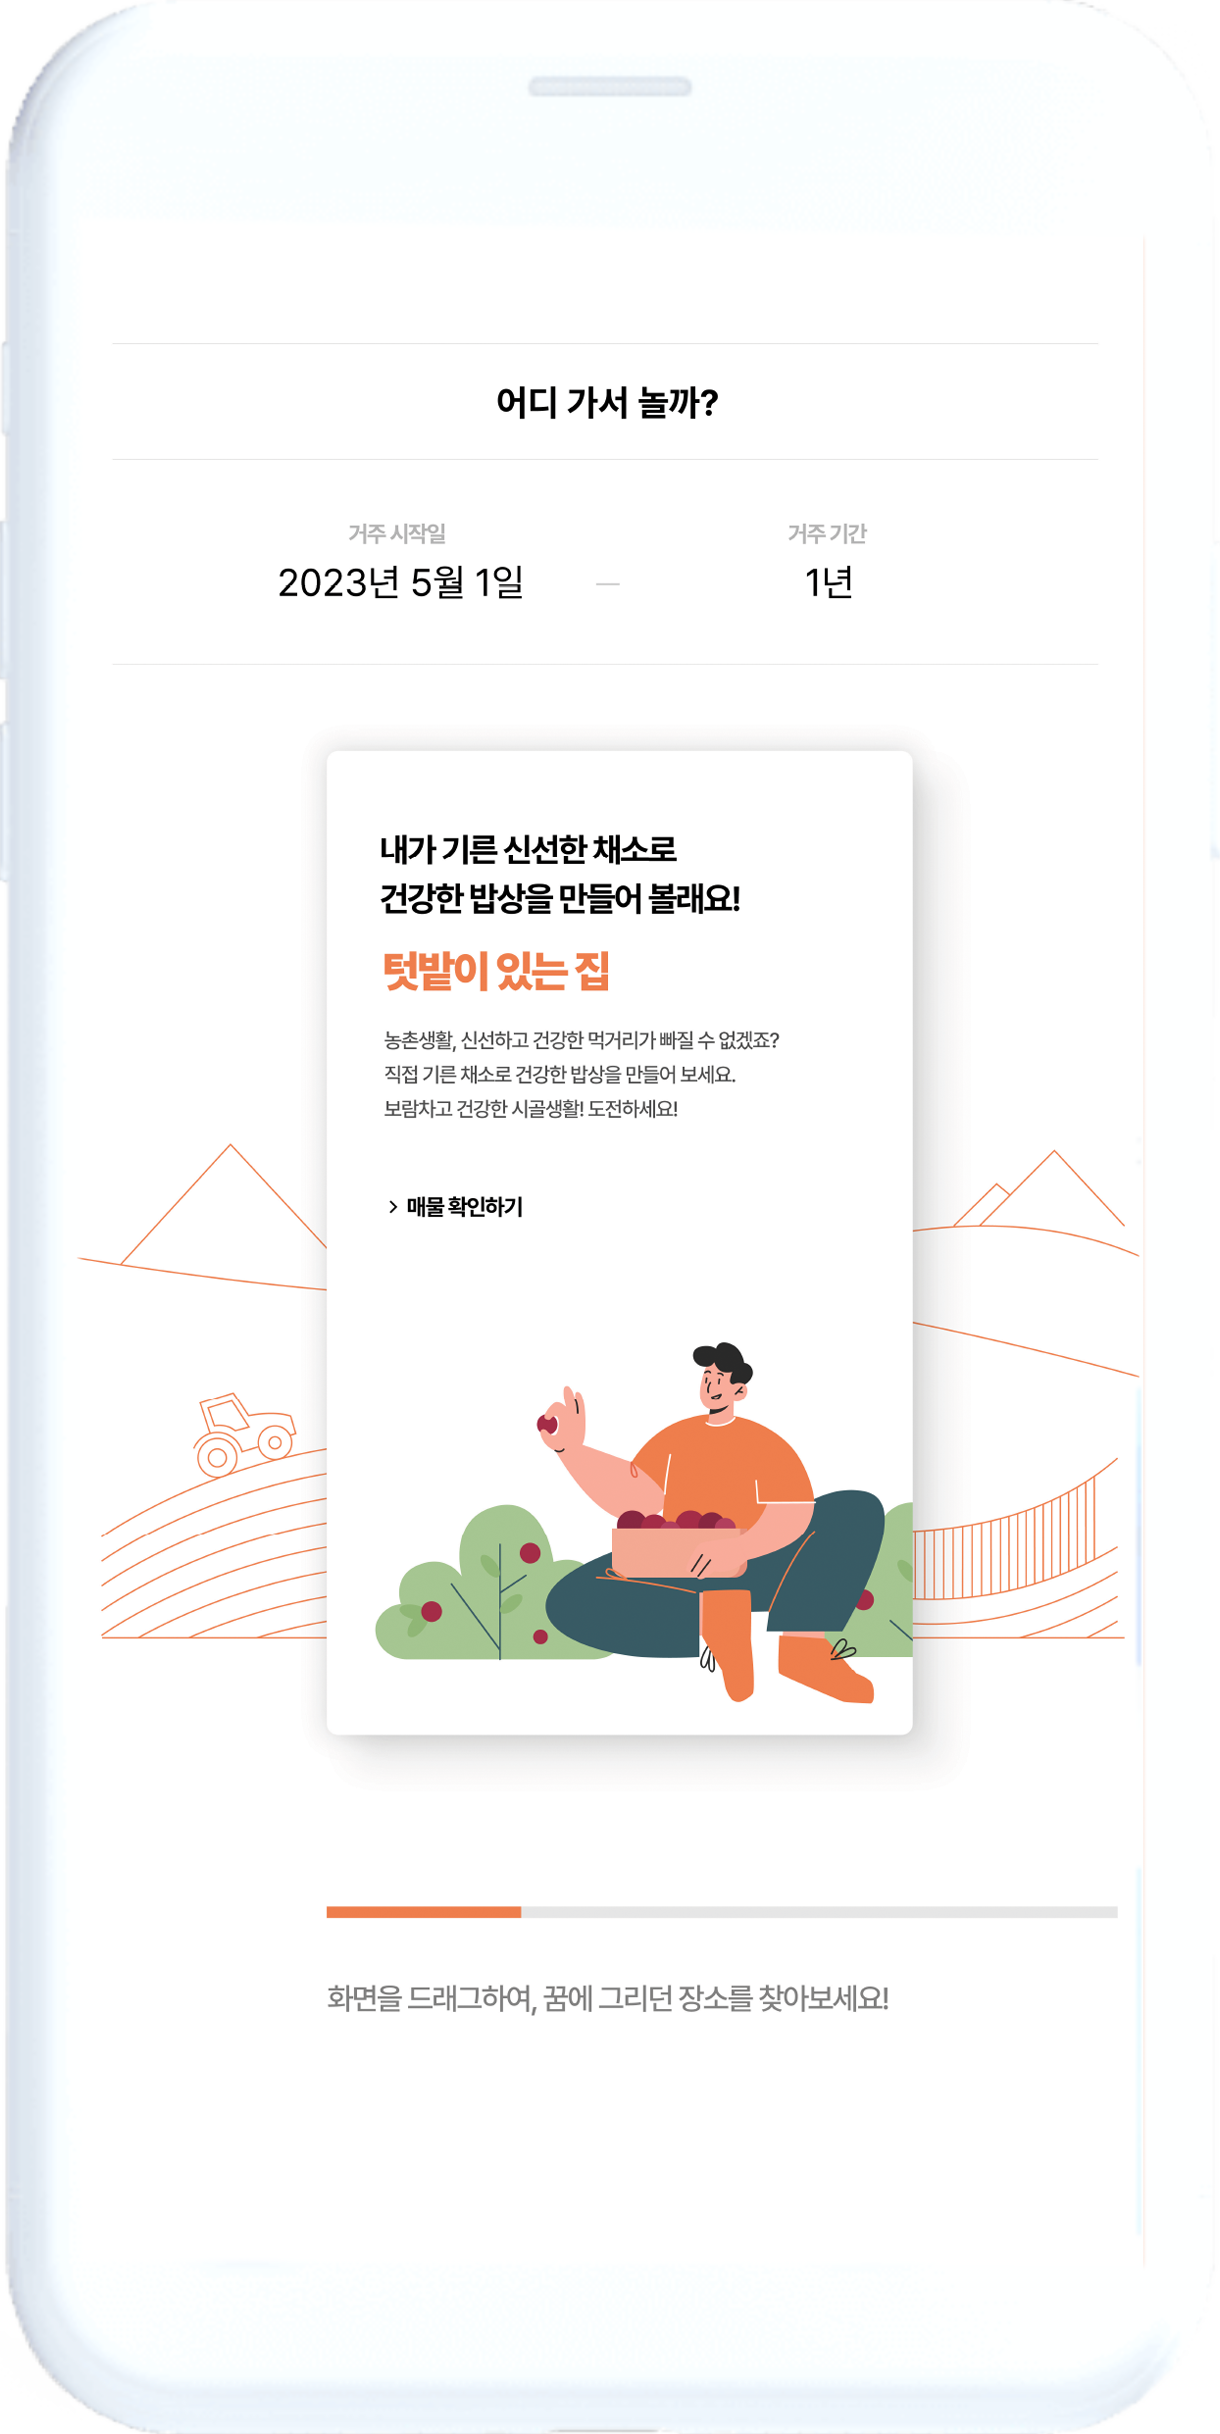 어디 가서 놀까?
거주 시작일
2023년 5월 1일
—
거주 기간
1년
내가 기른 신선한 채소로
건강한 밥상을 만들어 볼래요!
텃밭이 있는 집
농촌생활, 신선하고 건강한 먹거리가 빠질 수 없겠죠?
직접 기른 채소로 건강한 밥상을 만들어 보세요.
보람차고 건강한 시골생활! 도전하세요!
> 매물 확인하기
화면을 드래그하여, 꿈에 그리던 장소를 찾아보세요!